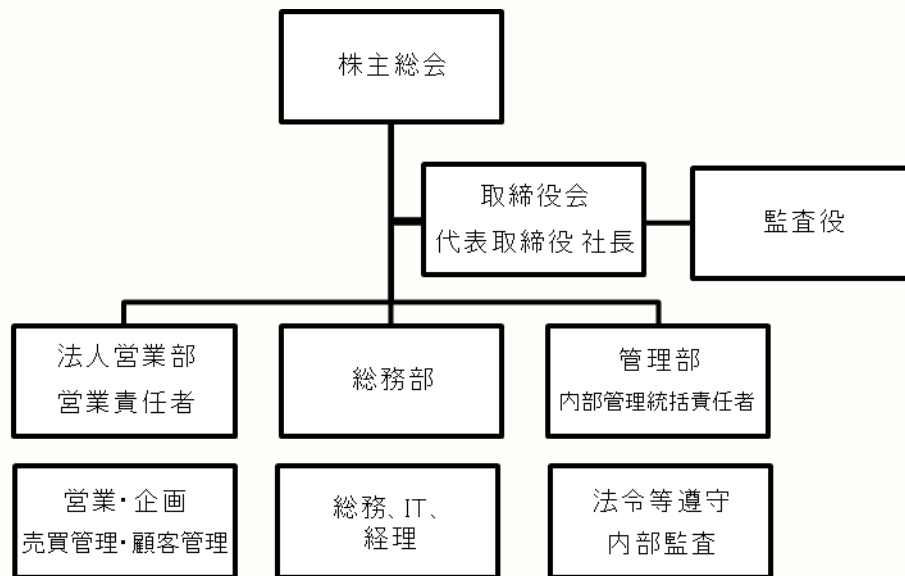 株主総会
取締役会
代表取締役 社長
監査役
法人営業部
営業責任者
総務部
管理部
内部管理統括責任者
営業・企画
売買管理・顧客管理
総務、IT、
経理
法令等遵守
内部監査